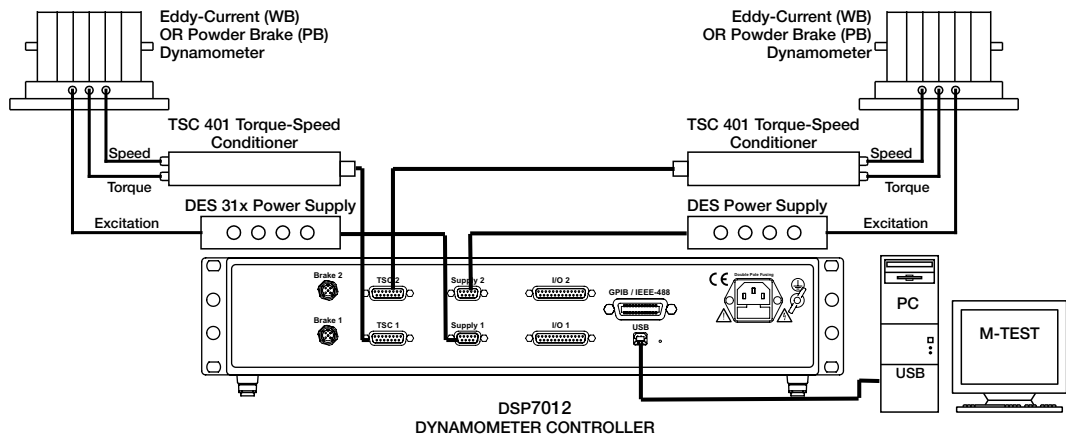 Eddy-Current (WB)
OR Powder Brake (PB)
Dynamometer
Eddy-Current (WB)
OR Powder Brake (PB)
Dynamometer
TSC 401 Torque-Speed
Conditioner
TSC 401 Torque-Speed
Conditioner
Speed
Torque
Speed
Torque
Excitation
DES 31x Power Supply
DES Power Supply
Excitation
Brake 2
TSC 2
Supply 2
I/O 2
GPIB / IEEE-488
CE
Double Pole Fusing
Brake 1
TSC 1
Supply 1
I/O 1
USB
PC
USB
M-TEST
DSP7012
DYNAMOMETER CONTROLLER